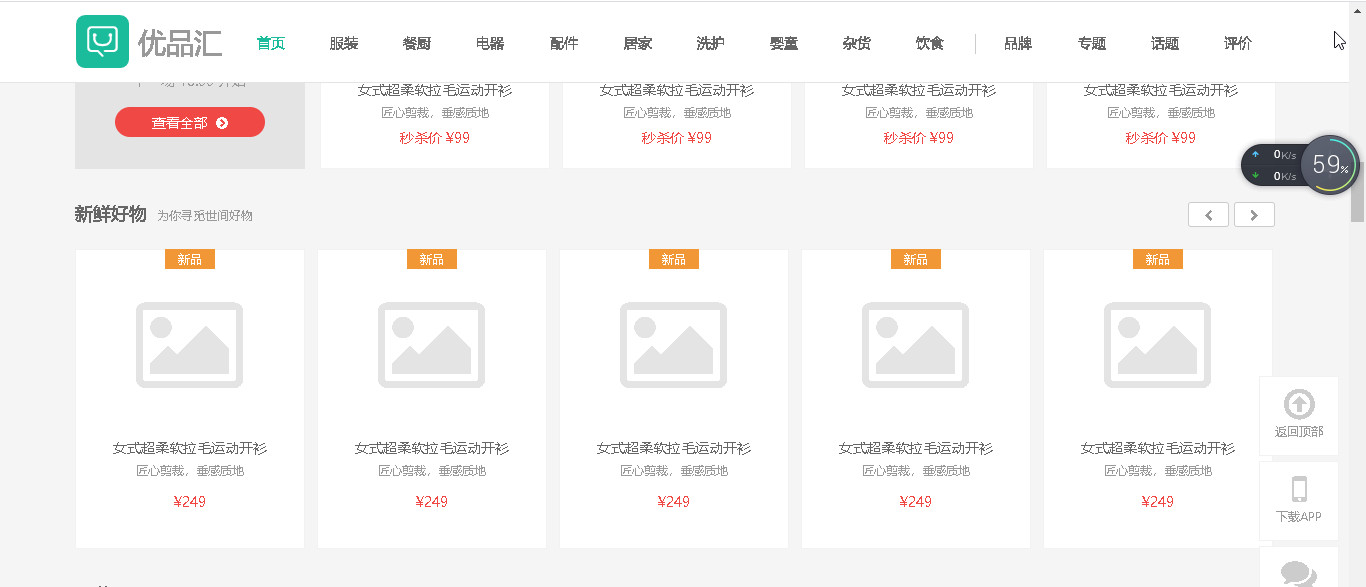 优品汇 首页 服装 餐厨 电器 配件 居家 洗护 婴童 杂货 饮食 品牌 专题 话题 评价
查看全部
女式超柔软拉毛运动开衫 女式超柔软拉毛运动开衫 女式超柔软拉毛运动开衫 女式超柔软拉毛运动开衫
匠心剪裁，垂感质地 匠心剪裁，垂感质地 匠心剪裁，垂感质地 匠心剪裁，垂感质地
秒杀价 ¥99 秒杀价 ¥99 秒杀价 ¥99 秒杀价 ¥99
0K/s
0K/s
59%
新鲜好物 为你寻觅世间好物
新品 新品 新品 新品 新品
女式超柔软拉毛运动开衫 女式超柔软拉毛运动开衫 女式超柔软拉毛运动开衫 女式超柔软拉毛运动开衫 女式超柔软拉毛运动开衫
匠心剪裁，垂感质地 匠心剪裁，垂感质地 匠心剪裁，垂感质地 匠心剪裁，垂感质地 匠心剪裁，垂感质地
¥249 ¥249 ¥249 ¥249 ¥249
返回顶部
下载APP